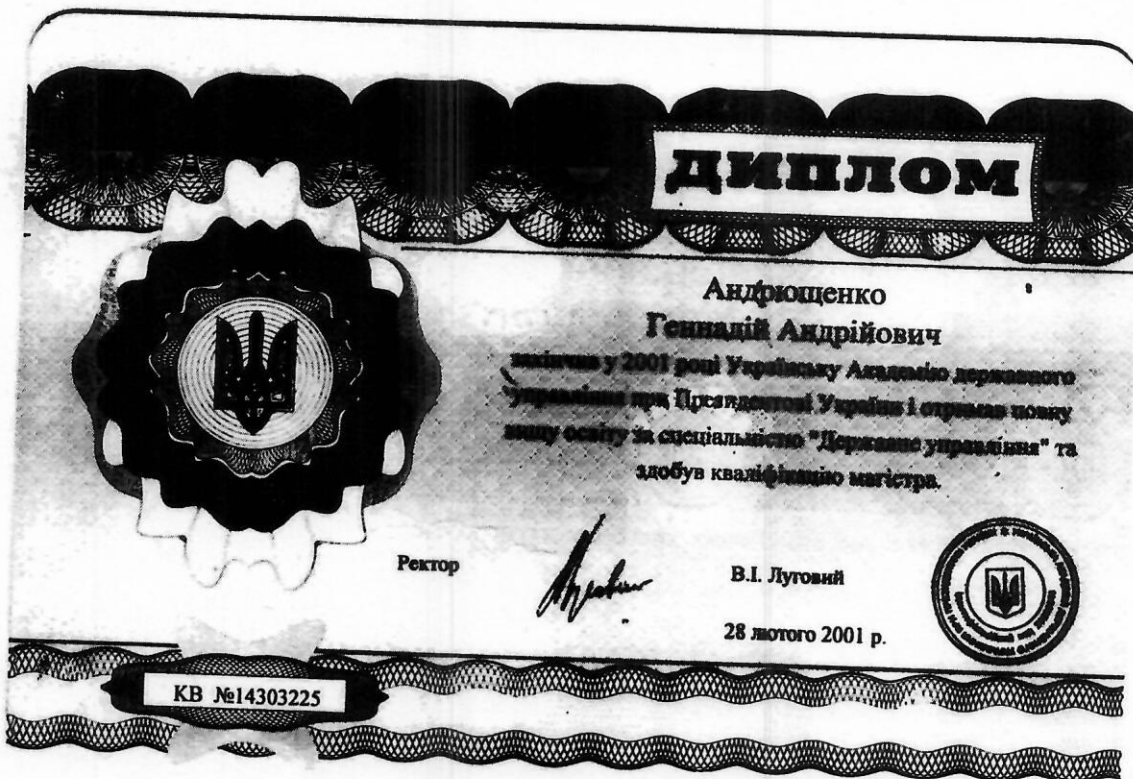 ДИПЛОМ
Андрющенко
Геннадій Андрійович
закінчив у 2001 році Українську Академію державного
управління при Президентові України і отримав повну
вищу освіту за спеціальністю "Державне управління" та
здобув кваліфікацію магістра.
Ректор
В.І. Луговий
28 лютого 2001 р.
КВ №14303225